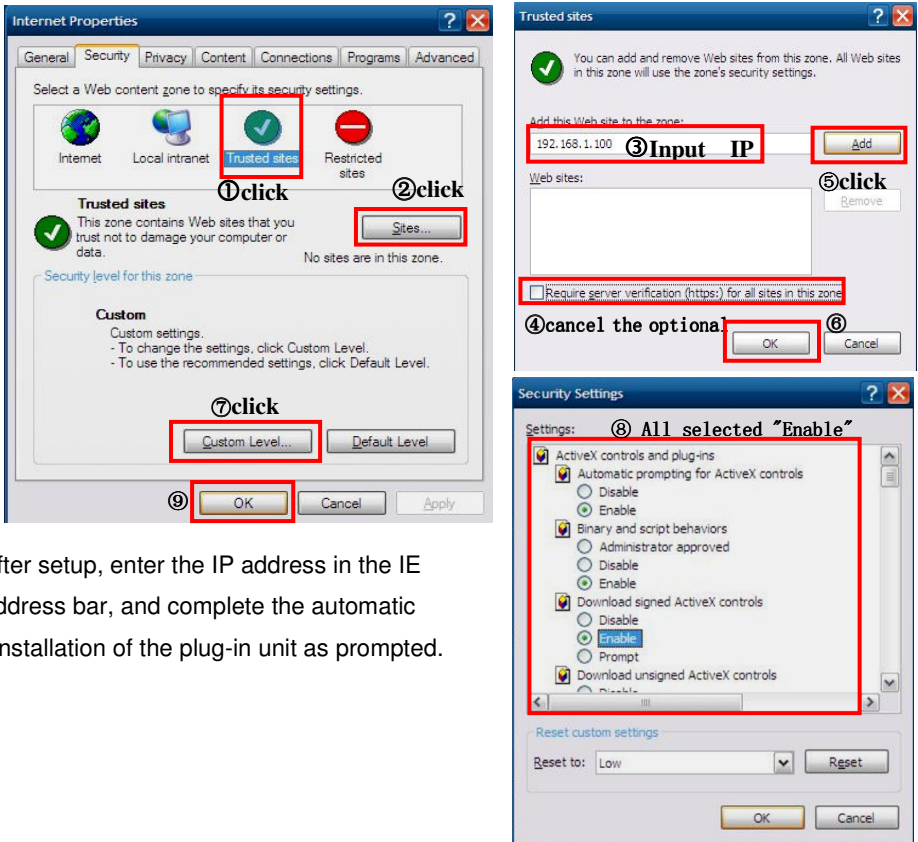 Internet Properties
General Security Privacy Content Connections Programs Advanced
Select a Web content zone to specify its security settings.
Internet Local intranet Trusted sites Restricted sites
①click
②click
Trusted sites
This zone contains Web sites that you
trust not to damage your computer or
data.
Sites...
No sites are in this zone.
Security level for this zone
Custom
Custom settings.
- To change the settings, click Custom Level.
- To use the recommended settings, click Default Level.
⑦click
Custom Level... Default Level
⑨ OK Cancel Apply
fter setup, enter the IP address in the IE
ddress bar, and complete the automatic
nstallation of the plug-in unit as prompted.
Trusted sites
You can add and remove Web sites from this zone. All Web sites
in this zone will use the zone's security settings.
Add this Web site to the zone:
192.168.1.100 ③Input IP Add
Web sites:
⑤click
Remove
Require server verification (https:) for all sites in this zone
④cancel the optional
⑥
OK Cancel
Security Settings
Settings: ⑧ All selected "Enable"
ActiveX controls and plug-ins
Automatic prompting for ActiveX controls
Disable
Enable
Binary and script behaviors
Administrator approved
Disable
Enable
Download signed ActiveX controls
Disable
Enable
Prompt
Download unsigned ActiveX controls
Disable
Reset custom settings
Reset to: Low Reset
OK Cancel